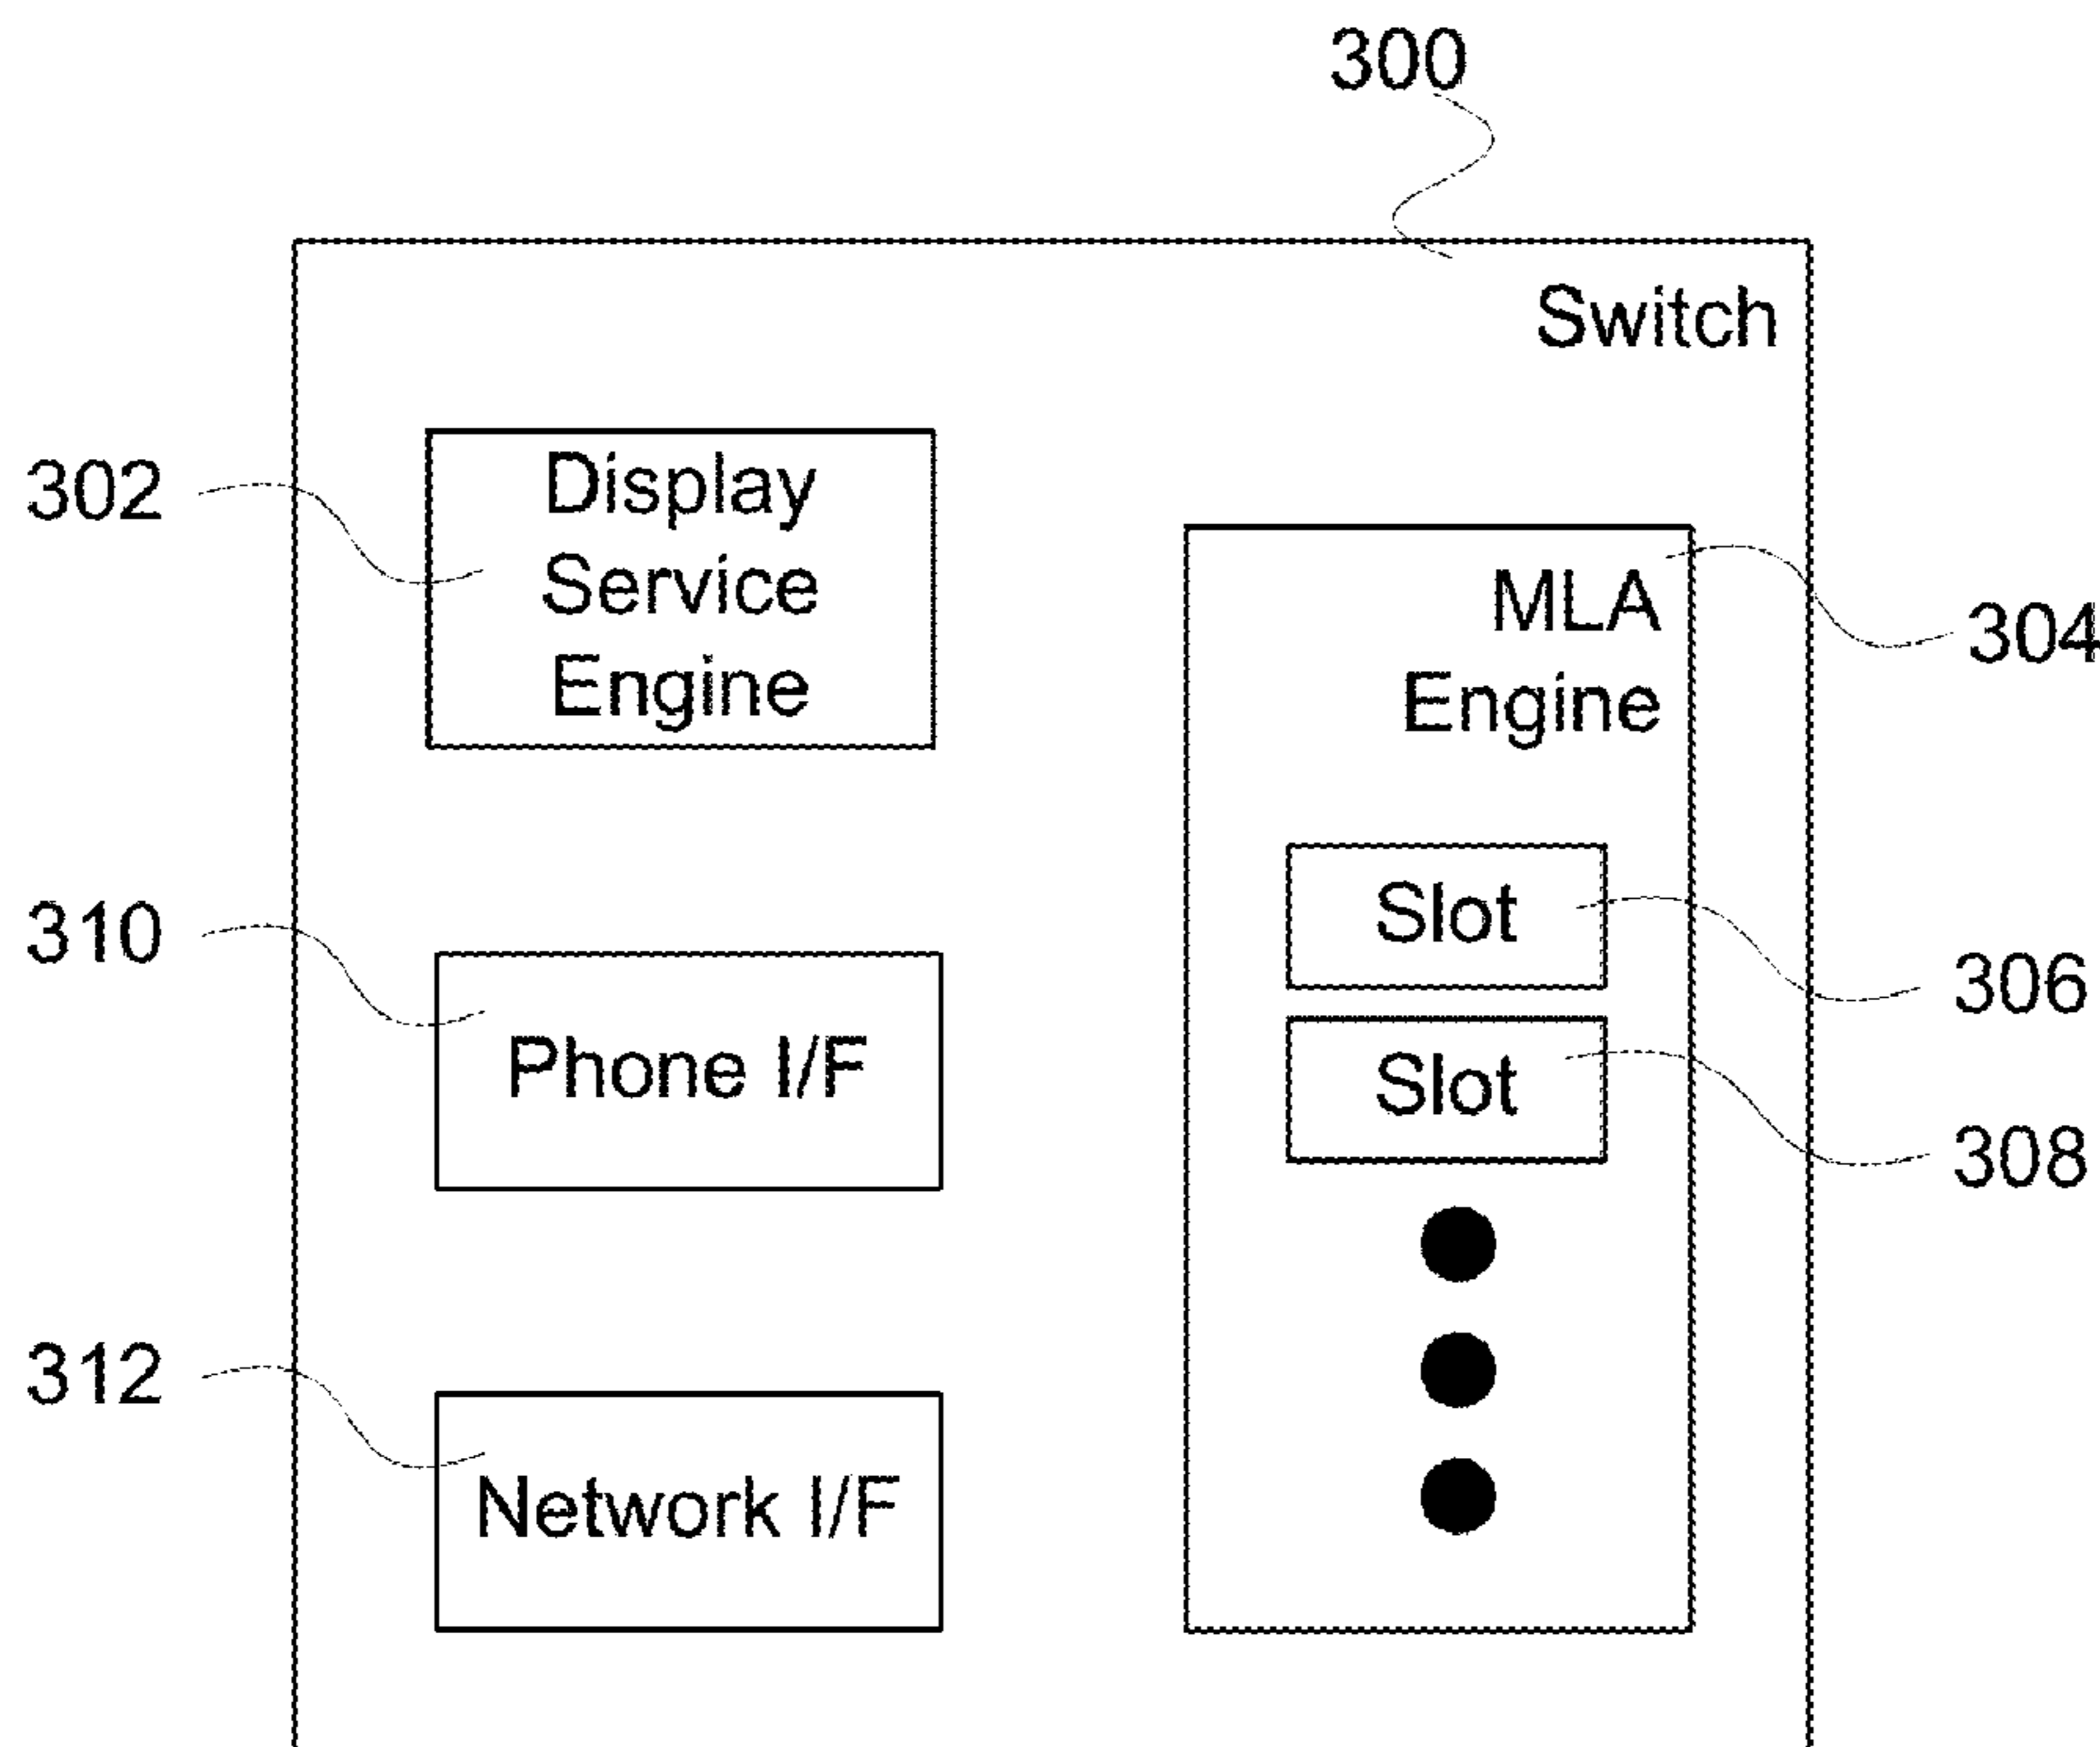 300
Switch
302
Display
Service
Engine
MLA
Engine
304
310
Phone I/F
Slot
306
Slot
308
312
Network I/F